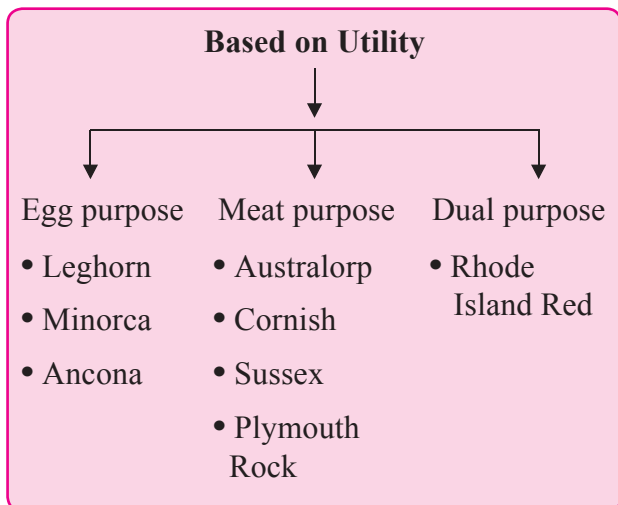 Based on Utility
Egg purpose
• Leghorn
• Minorca
• Ancona
Meat purpose
• Australorp
• Cornish
• Sussex
• Plymouth
Rock
Dual purpose
• Rhode
Island Red